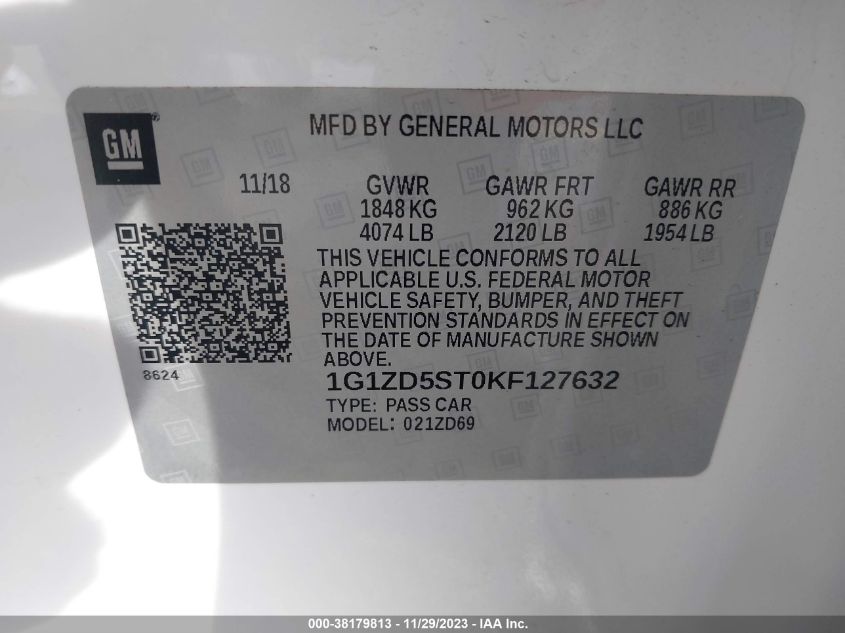 GM®
MFD BY GENERAL MOTORS LLC
11/18 GVWR GAWR FRT GAWR RR
1848 KG 962 KG 886 KG
4074 LB 2120 LB 1954 LB
THIS VEHICLE CONFORMS TO ALL
APPLICABLE U.S. FEDERAL MOTOR
VEHICLE SAFETY, BUMPER, AND THEFT
PREVENTION STANDARDS IN EFFECT ON
THE DATE OF MANUFACTURE SHOWN
ABOVE.
8624
1G1ZD5ST0KF127632
TYPE: PASS CAR
MODEL: 021ZD69
000-38179813 - 11/29/2023 - IAA Inc.